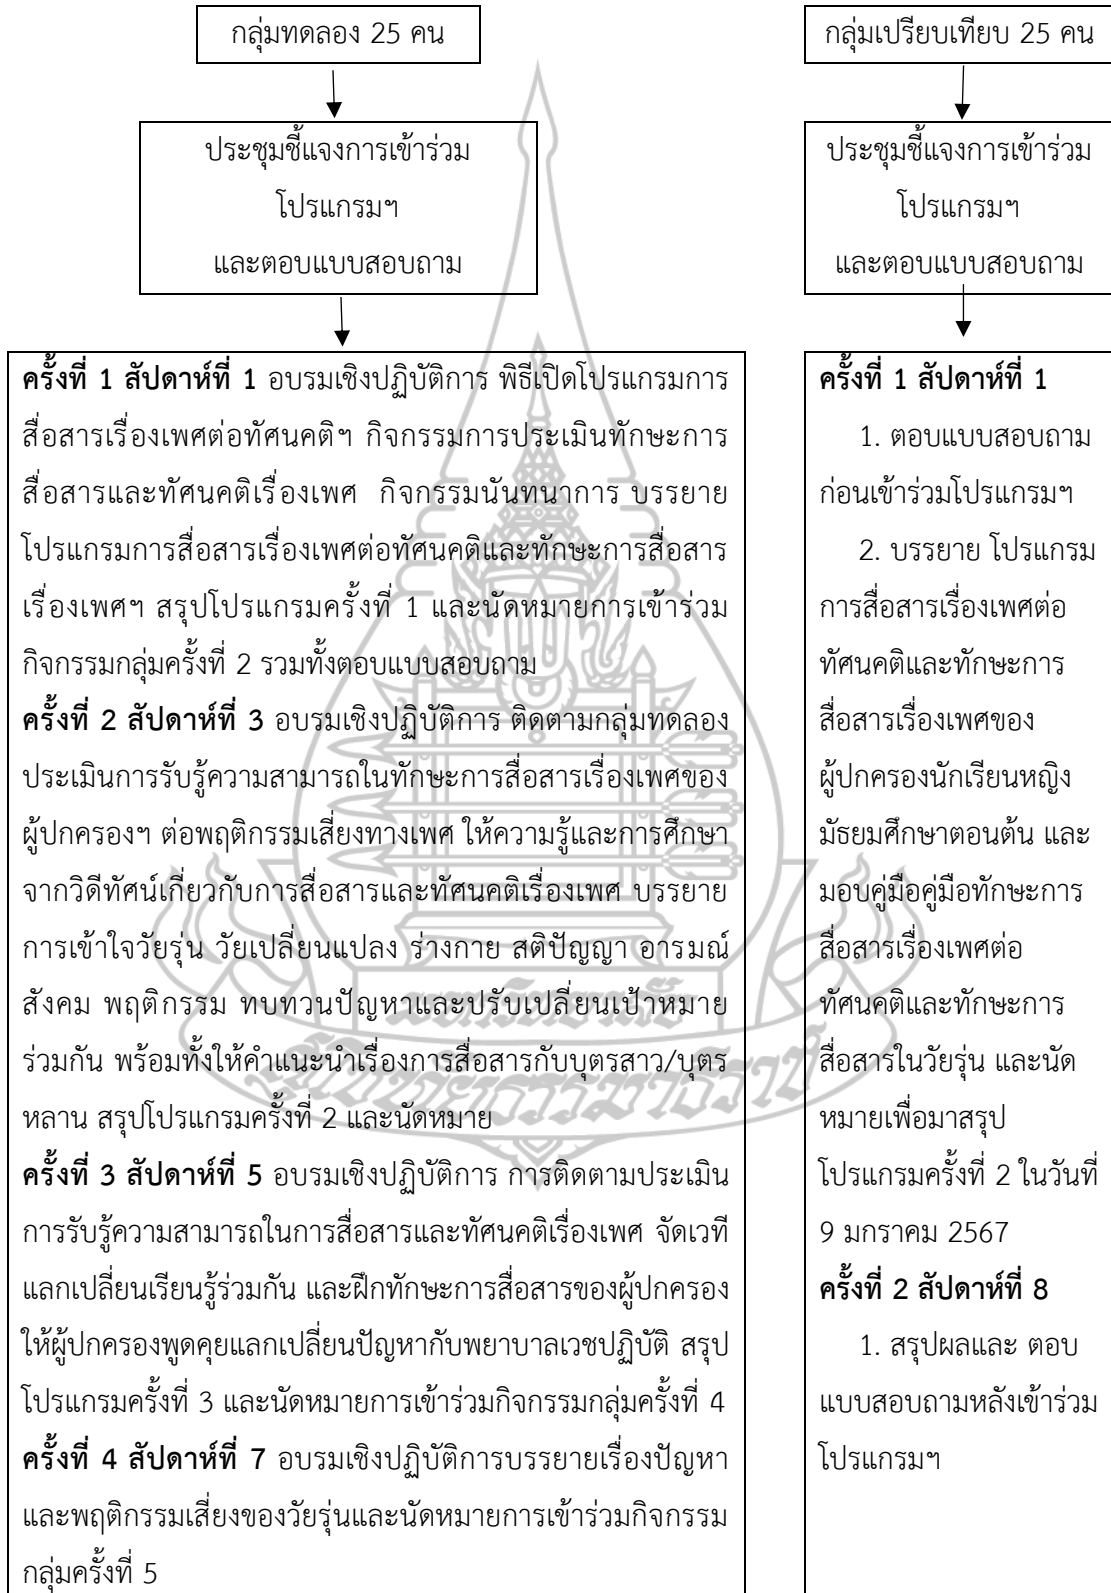 กลุ่มทดลอง 25 คน
ประชุมชี้แจงการเข้าร่วม
โปรแกรมฯ
และตอบแบบสอบถาม
ครั้งที่ 1 สัปดาห์ที่ 1 อบรมเชิงปฏิบัติการ พิธีเปิดโปรแกรมการ
สื่อสารเรื่องเพศต่อทัศนคติฯ กิจกรรมการประเมินทักษะการ
สื่อสารและทัศนคติเรื่องเพศ กิจกรรมนันทนาการ บรรยาย
โปรแกรมการสื่อสารเรื่องเพศต่อทัศนคติและทักษะการสื่อสาร
เรื่องเพศฯ สรุปโปรแกรมครั้งที่ 1 และนัดหมายการเข้าร่วม
กิจกรรมกลุ่มครั้งที่ 2 รวมทั้งตอบแบบสอบถาม
ครั้งที่ 2 สัปดาห์ที่ 3 อบรมเชิงปฏิบัติการ ติดตามกลุ่มทดลอง
ประเมินการรับรู้ความสามารถในทักษะการสื่อสารเรื่องเพศของ
ผู้ปกครองฯ ต่อพฤติกรรมเสี่ยงทางเพศ ให้ความรู้และการศึกษา
จากวิดีทัศน์เกี่ยวกับการสื่อสารและทัศนคติเรื่องเพศ บรรยาย
การเข้าใจวัยรุ่น วัยเปลี่ยนแปลง ร่างกาย สติปัญญา อารมณ์
สังคม พฤติกรรม ทบทวนปัญหาและปรับเปลี่ยนเป้าหมาย
ร่วมกัน พร้อมทั้งให้คำแนะนำเรื่องการสื่อสารกับบุตรสาว/บุตร
หลาน สรุปโปรแกรมครั้งที่ 2 และนัดหมาย
ครั้งที่ 3 สัปดาห์ที่ 5 อบรมเชิงปฏิบัติการ การติดตามประเมิน
การรับรู้ความสามารถในการสื่อสารและทัศนคติเรื่องเพศ จัดเวที
แลกเปลี่ยนเรียนรู้ร่วมกัน และฝึกทักษะการสื่อสารของผู้ปกครอง
ให้ผู้ปกครองพูดคุยแลกเปลี่ยนปัญหากับพยาบาลเวชปฏิบัติ สรุป
โปรแกรมครั้งที่ 3 และนัดหมายการเข้าร่วมกิจกรรมกลุ่มครั้งที่ 4
ครั้งที่ 4 สัปดาห์ที่ 7 อบรมเชิงปฏิบัติการบรรยายเรื่องปัญหา
และพฤติกรรมเสี่ยงของวัยรุ่นและนัดหมายการเข้าร่วมกิจกรรม
กลุ่มครั้งที่ 5
กลุ่มเปรียบเทียบ 25 คน
ประชุมชี้แจงการเข้าร่วม
โปรแกรมฯ
และตอบแบบสอบถาม
ครั้งที่ 1 สัปดาห์ที่ 1
1. ตอบแบบสอบถาม
ก่อนเข้าร่วมโปรแกรมฯ
2. บรรยาย โปรแกรม
การสื่อสารเรื่องเพศต่อ
ทัศนคติและทักษะการ
สื่อสารเรื่องเพศของ
ผู้ปกครองนักเรียนหญิง
มัธยมศึกษาตอนต้น และ
มอบคู่มือคู่มือทักษะการ
สื่อสารเรื่องเพศต่อ
ทัศนคติและทักษะการ
สื่อสารในวัยรุ่น และนัด
หมายเพื่อมาสรุป
โปรแกรมครั้งที่ 2 ในวันที่
9 มกราคม 2567
ครั้งที่ 2 สัปดาห์ที่ 8
1. สรุปผลและ ตอบ
แบบสอบถามหลังเข้าร่วม
โปรแกรมฯ
มหาวิทยาลัย
สุโขทัยธรรมาธิราช